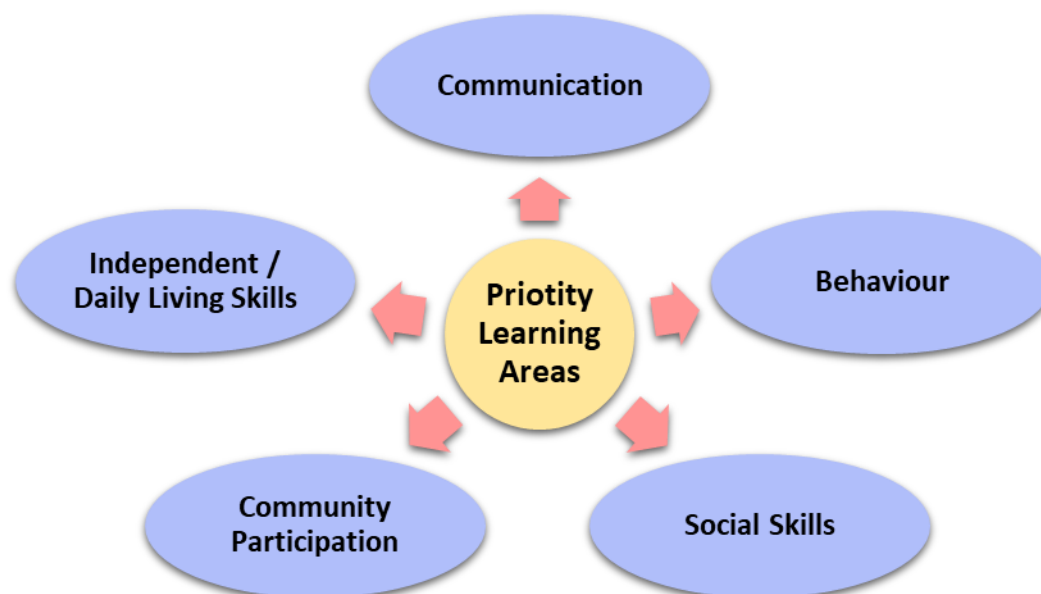 Communication
Independent /
Daily Living Skills
Behaviour
Priotity
Learning
Areas
Community
Participation
Social Skills